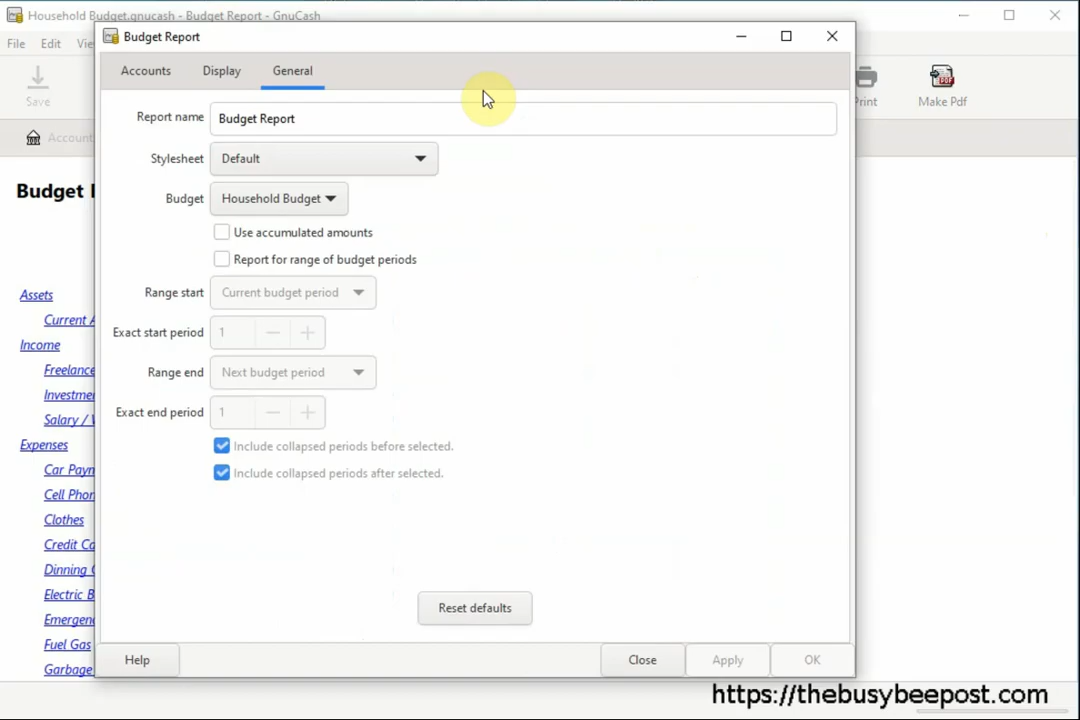 Household Budget.gnucash - Budget Report - GnuCash
File Edit
Save
Print
Make Pdf
Budget
Assets
Income
Freelance
Expenses
Clothes
Fuel Gas
Budget Report
Accounts Display General
Report name Budget Report
Stylesheet Default
Budget Household Budget
Use accumulated amounts
Report for range of budget periods
Range start Current budget period
Exact start period 1
Range end Next budget period
Exact end period 1
Include collapsed periods before selected.
Include collapsed periods after selected.
Reset defaults
Help Close Apply OK
https://thebusybeepost.com